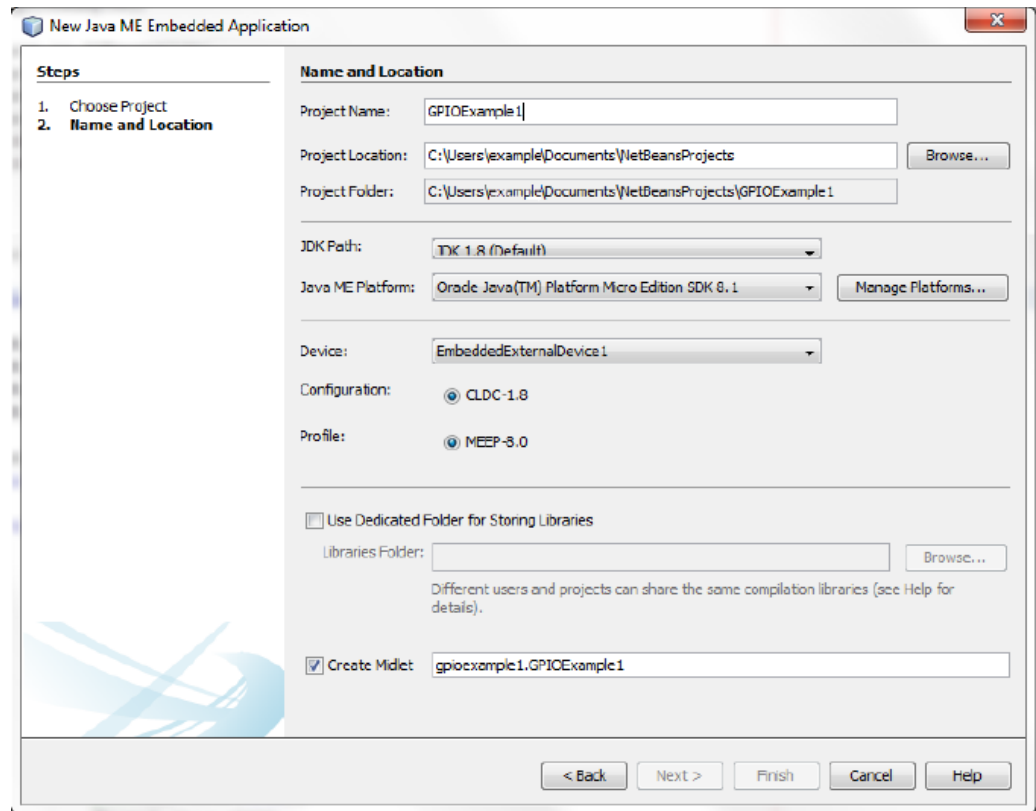 New Java ME Embedded Application
Steps
1. Choose Project
2. Name and Location
Name and Location
Project Name: GPIOExample1
Project Location: C:\Users\example\Documents\NetBeansProjects Browse...
Project Folder: C:\Users\example\Documents\NetBeansProjects\GPIOExample1
JDK Path: JDK 1.8 (Default)
Java ME Platform: Oracle Java(TM) Platform Micro Edition SDK 8.1 Manage Platforms...
Device: EmbeddedExternalDevice1
Configuration: CLDC-1.8
Profile: MEEP-8.0
Use Dedicated Folder for Storing Libraries
Libraries Folder: Browse...
Different users and projects can share the same compilation libraries (see Help for
details).
Create Midlet gpioexample1.GPIOExample1
< Back Next > Finish Cancel Help